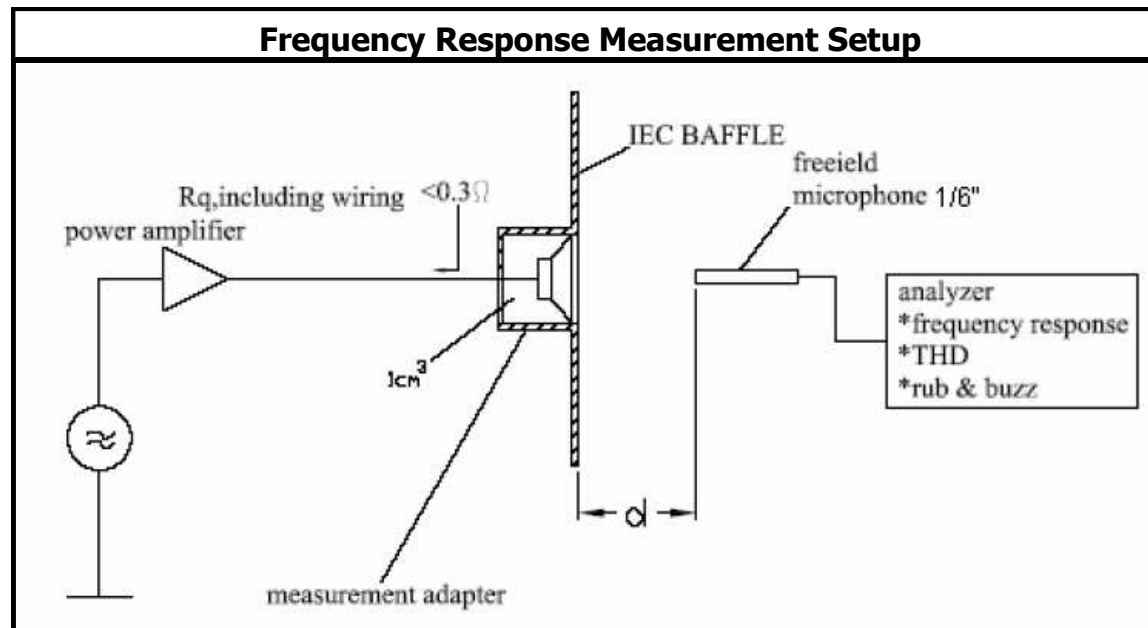 Frequency Response Measurement Setup
IEC BAFFLE
freeield
microphone 1/6"
Rq,including wiring <0.3Ω
power amplifier
analyzer
*frequency response
*THD
*rub & buzz
1cm³
d
measurement adapter